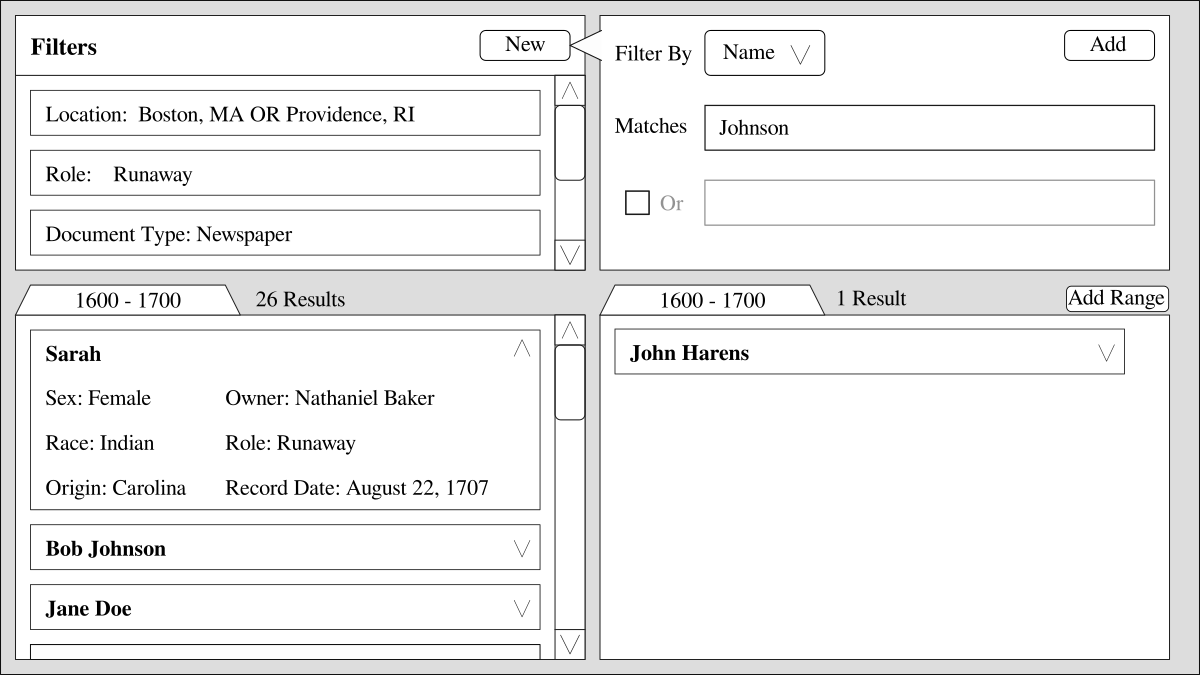 Filters
New
Location: Boston, MA OR Providence, RI
Role: Runaway
Document Type: Newspaper
Filter By
Name
Add
Matches
Johnson
Or
1600 - 1700
26 Results
Sarah
Sex: Female
Owner: Nathaniel Baker
Race: Indian
Role: Runaway
Origin: Carolina
Record Date: August 22, 1707
Bob Johnson
Jane Doe
1600 - 1700
1 Result
Add Range
John Harens